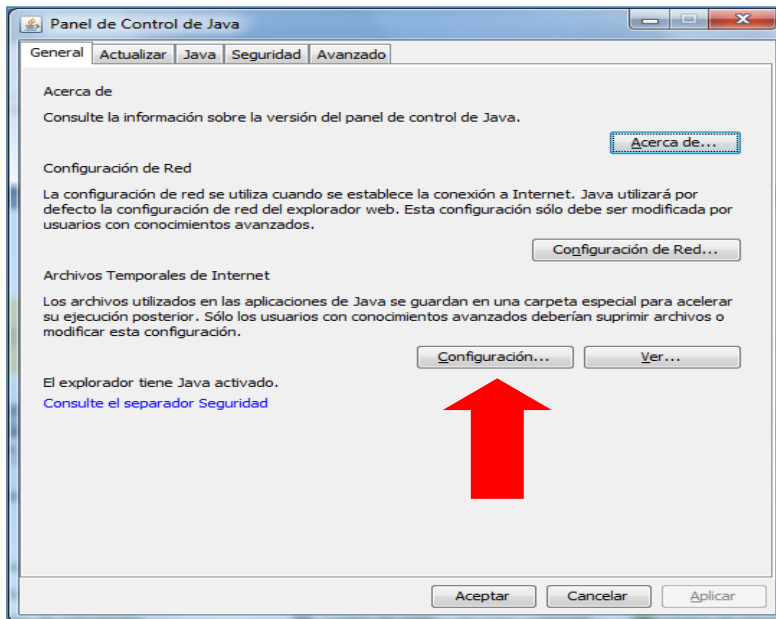 Panel de Control de Java
General Actualizar Java Seguridad Avanzado
Acerca de
Consulte la información sobre la versión del panel de control de Java.
Acerca de...
Configuración de Red
La configuración de red se utiliza cuando se establece la conexión a Internet. Java utilizará por
defecto la configuración de red del explorador web. Esta configuración sólo debe ser modificada por
usuarios con conocimientos avanzados.
Configuración de Red...
Archivos Temporales de Internet
Los archivos utilizados en las aplicaciones de Java se guardan en una carpeta especial para acelerar
su ejecución posterior. Sólo los usuarios con conocimientos avanzados deberían suprimir archivos o
modificar esta configuración.
Configuración... Ver...
El explorador tiene Java activado.
Consulte el separador Seguridad
Aceptar Cancelar Aplicar